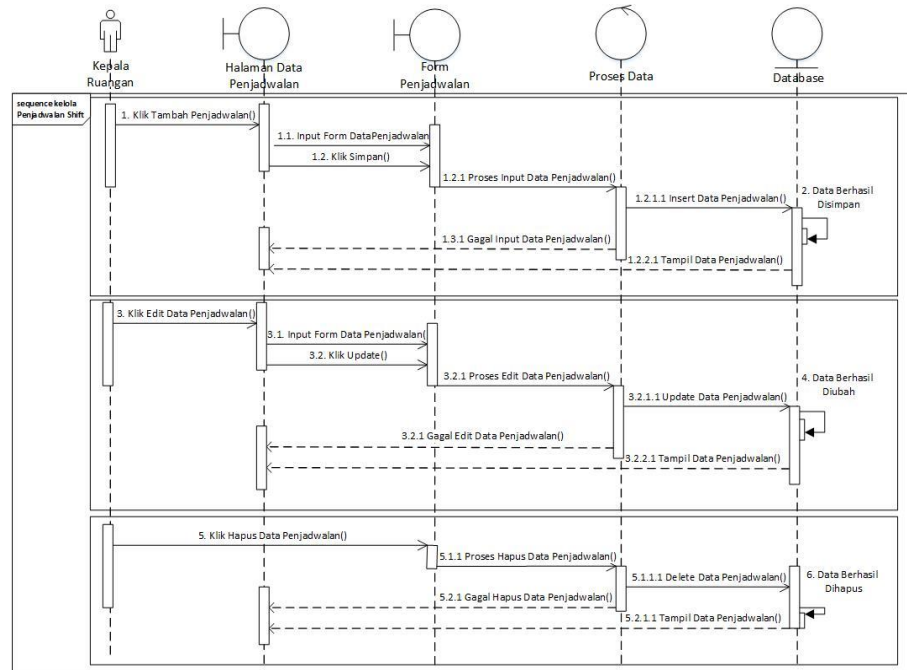 Kepala
Ruangan
Halaman Data
Penjadwalan
Form
Penjadwalan
Proses Data
Database
sequence kelola
Penjadwalan Shift
1. Klik Tambah Penjadwalan()
1.1. Input Form DataPenjadwalan
1.2. Klik Simpan()
1.2.1 Proses Input Data Penjadwalan()
1.2.1.1 Insert Data Penjadwalan()
2. Data Berhasil
Disimpan
1.3.1 Gagal Input Data Penjadwalan()
1.2.2.1 Tampil Data Penjadwalan()
3. Klik Edit Data Penjadwalan()
3.1. Input Form Data Penjadwalan(
3.2. Klik Update()
3.2.1 Proses Edit Data Penjadwalan()
3.2.1.1 Update Data Penjadwalan()
4. Data Berhasil
Diubah
3.2.1 Gagal Edit Data Penjadwalan()
3.2.2.1 Tampil Data Penjadwalan()
5. Klik Hapus Data Penjadwalan()
5.1.1 Proses Hapus Data Penjadwalan()
5.1.1.1 Delete Data Penjadwalan()
6. Data Berhasil
Dihapus
5.2.1 Gagal Hapus Data Penjadwalan()
5.2.1.1 Tampil Data Penjadwalan()